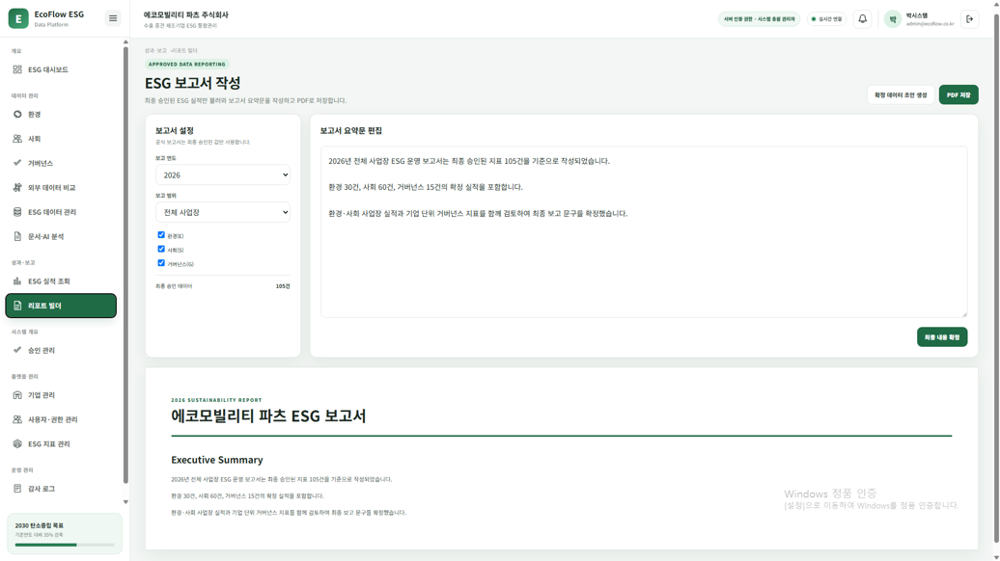 E
EcoFlow ESG
Data Platform
개요
ESG 대시보드
데이터 관리
환경
사회
거버넌스
외부 데이터 비교
ESG 데이터 관리
문서·AI 분석
성과·보고
ESG 실적 조회
리포트 빌더
시스템 개요
승인 관리
플랫폼 관리
기업 관리
사용자·권한 관리
ESG 지표 관리
운영 관리
감사 로그
2030 탄소중립 목표
기준연도 대비 35% 감축
에코모빌리티 파츠 주식회사
수송 중견 제조기업 ESG 통합관리
서버 인증 권한 · 시스템 총괄 관리자
실시간 연결
박
박시스템
admin@ecoflow.co.kr
성과·보고 › 리포트 빌더
APPROVED DATA REPORTING
ESG 보고서 작성
최종 승인된 ESG 실적만 불러와 보고서 요약문을 작성하고 PDF로 저장합니다.
확정 데이터 초안 생성
PDF 저장
보고서 설정
공식 보고서는 최종 승인된 값만 사용합니다.
보고 연도
2026
보고 범위
전체 사업장
환경(E)
사회(S)
거버넌스(G)
최종 승인 데이터
105건
보고서 요약문 편집
2026년 전체 사업장 ESG 운영 보고서는 최종 승인된 지표 105건을 기준으로 작성되었습니다.
환경 30건, 사회 60건, 거버넌스 15건의 확정 실적을 포함합니다.
환경·사회 사업장 실적과 기업 단위 거버넌스 지표를 함께 검토하여 최종 보고 문구를 확정했습니다.
최종 내용 확정
2026 SUSTAINABILITY REPORT
에코모빌리티 파츠 ESG 보고서
Executive Summary
2026년 전체 사업장 ESG 운영 보고서는 최종 승인된 지표 105건을 기준으로 작성되었습니다.
환경 30건, 사회 60건, 거버넌스 15건의 확정 실적을 포함합니다.
환경·사회 사업장 실적과 기업 단위 거버넌스 지표를 함께 검토하여 최종 보고 문구를 확정했습니다.
Windows 정품 인증
[설정]으로 이동하여 Windows를 정품 인증합니다.